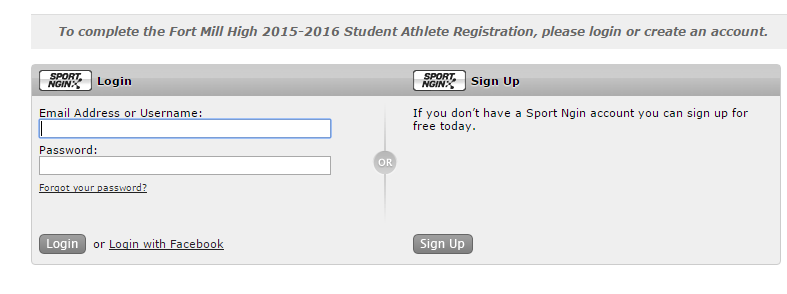 To complete the Fort Mill High 2015-2016 Student Athlete Registration, please login or create an account.
SPORT NGIN Login
Email Address or Username:
Password:
Forgot your password?
Login or Login with Facebook
OR
SPORT NGIN Sign Up
If you don't have a Sport Ngin account you can sign up for
free today.
Sign Up